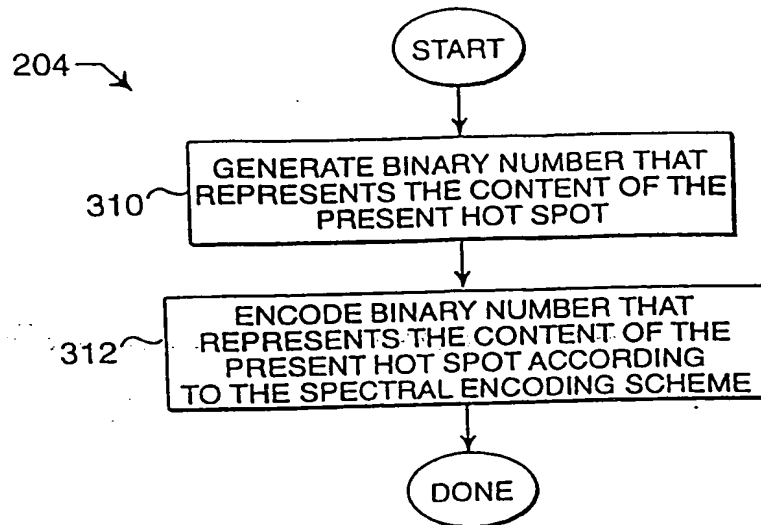 START
204
GENERATE BINARY NUMBER THAT
REPRESENTS THE CONTENT OF THE
PRESENT HOT SPOT
310
ENCODE BINARY NUMBER THAT
REPRESENTS THE CONTENT OF THE
PRESENT HOT SPOT ACCORDING
TO THE SPECTRAL ENCODING SCHEME
312
DONE